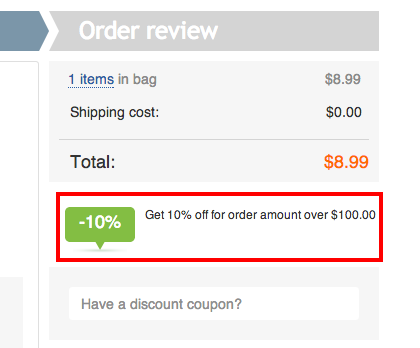 Order review
1 items in bag $8.99
Shipping cost: $0.00
Total: $8.99
-10% Get 10% off for order amount over $100.00
Have a discount coupon?